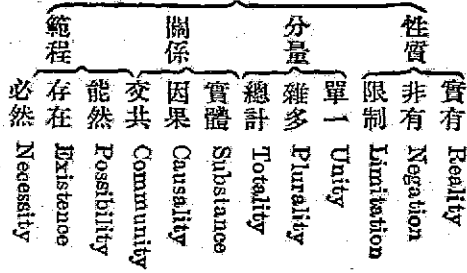 性質
實有 Reality
非有 Negation
限制 Limitation
分量
單一 Unity
雜多 Plurality
總計 Totality
關係
實體 Substance
因果 Causality
交共 Community
範程
能然 Possibility
存在 Existence
必然 Necessity